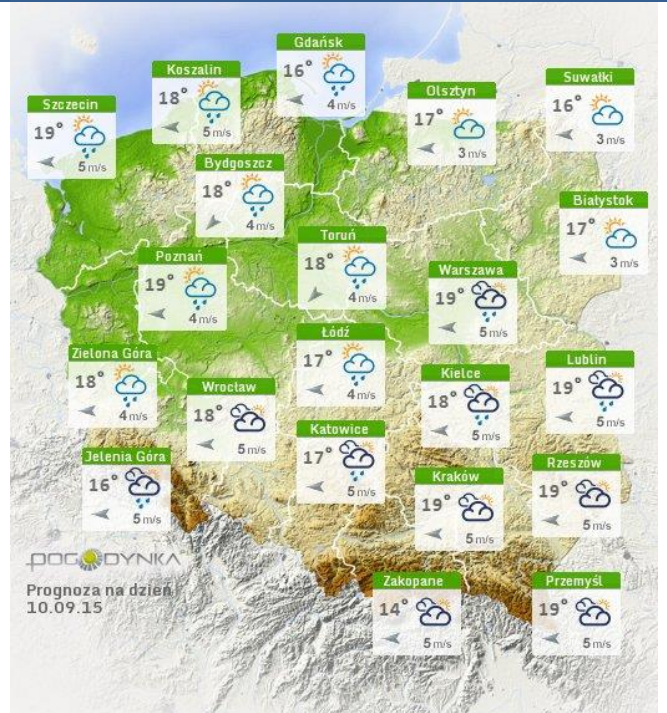 Gdańsk
16°
4 m/s
Koszalin
18°
5 m/s
Suwałki
16°
3 m/s
Olsztyn
17°
3 m/s
Szczecin
19°
5 m/s
Bydgoszcz
18°
4 m/s
Białystok
17°
3 m/s
Toruń
18°
4 m/s
Poznań
19°
4 m/s
Warszawa
19°
5 m/s
Łódź
17°
4 m/s
Zielona Góra
18°
4 m/s
Lublin
19°
5 m/s
Kielce
18°
5 m/s
Wrocław
18°
5 m/s
Katowice
17°
5 m/s
Jelenia Góra
16°
5 m/s
Rzeszów
19°
5 m/s
Kraków
19°
5 m/s
POGODYNKA
Prognoza na dzień
10.09.15
Zakopane
14°
5 m/s
Przemyśl
19°
5 m/s